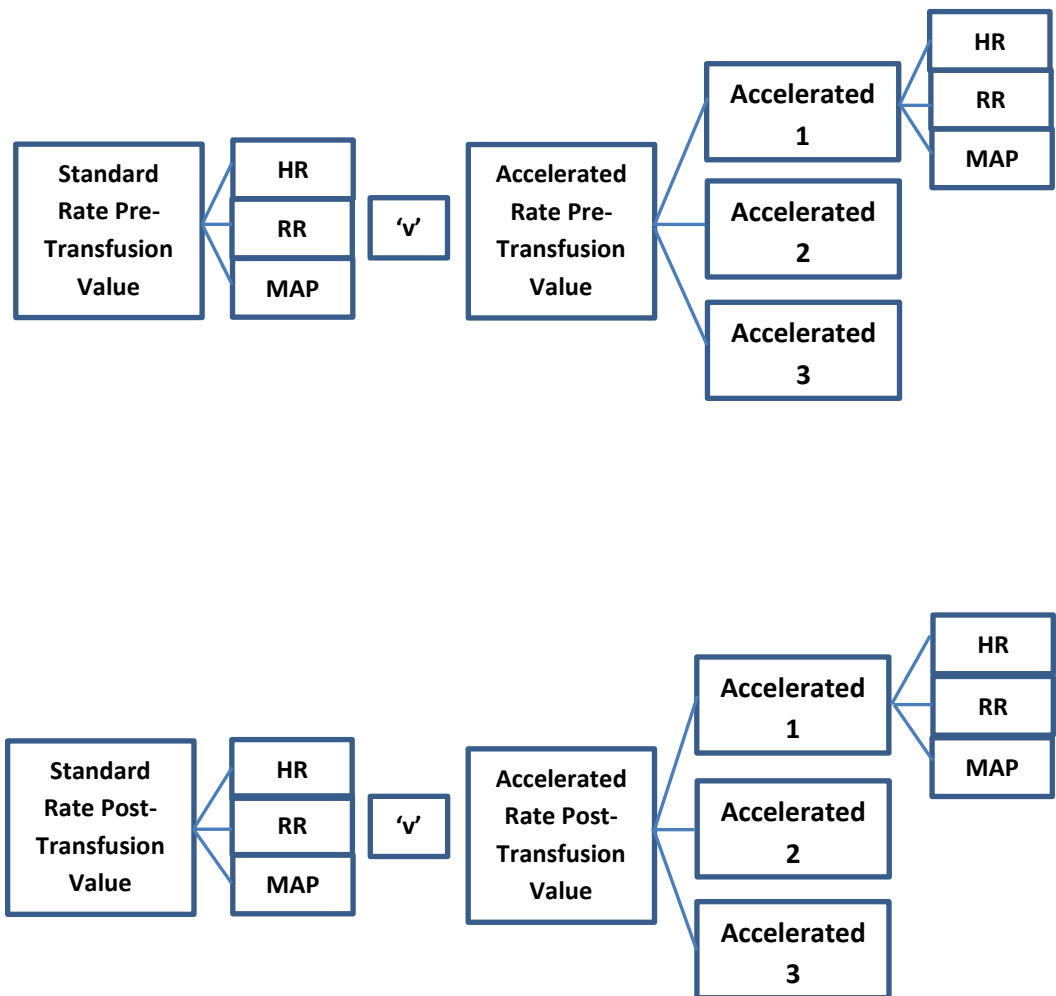 Standard
Rate Pre-
Transfusion
Value
HR
RR
MAP
‘v’
Accelerated
Rate Pre-
Transfusion
Value
Accelerated
1
HR
RR
MAP
Accelerated
2
Accelerated
3
Standard
Rate Post-
Transfusion
Value
HR
RR
MAP
‘v’
Accelerated
Rate Post-
Transfusion
Value
Accelerated
1
HR
RR
MAP
Accelerated
2
Accelerated
3